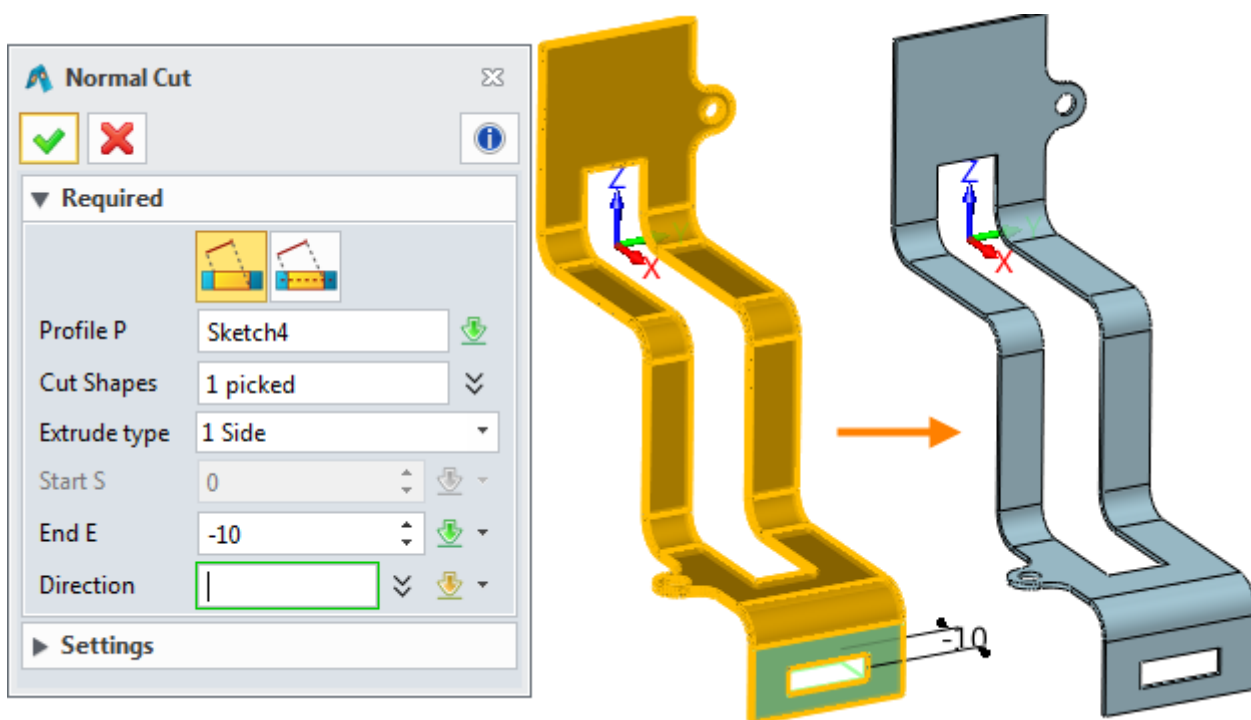 Normal Cut
Required
Profile P Sketch4
Cut Shapes 1 picked
Extrude type 1 Side
Start S 0
End E -10
Direction
Settings
Z
Y
X
-10
Z
Y
X